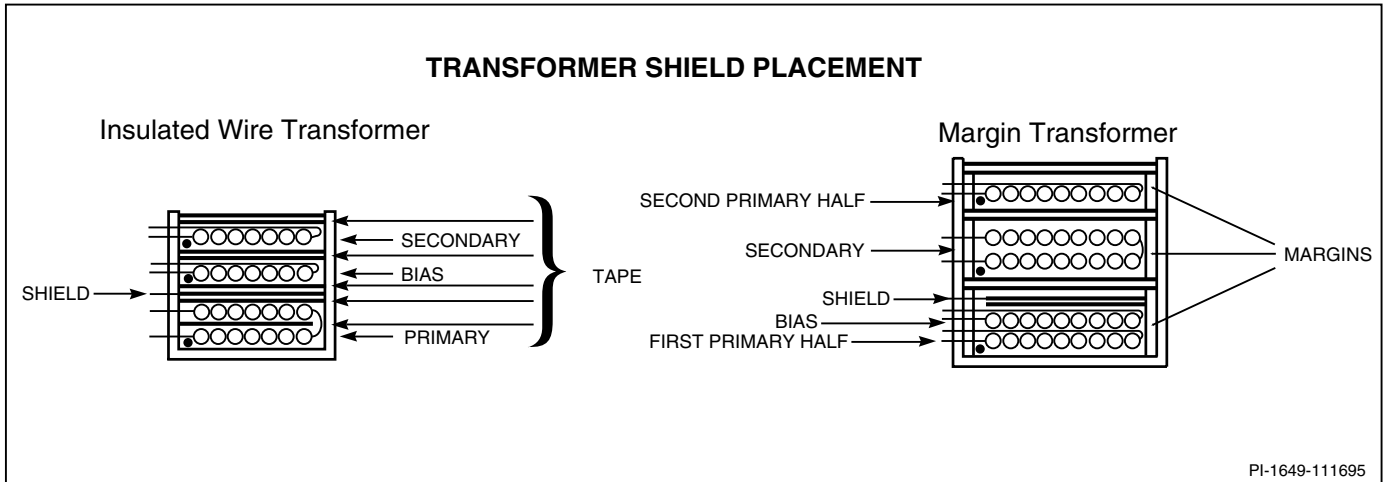 TRANSFORMER SHIELD PLACEMENT
Insulated Wire Transformer
SHIELD
SECONDARY
BIAS
PRIMARY
TAPE
Margin Transformer
SECOND PRIMARY HALF
SECONDARY
SHIELD
BIAS
FIRST PRIMARY HALF
MARGINS
PI-1649-111695